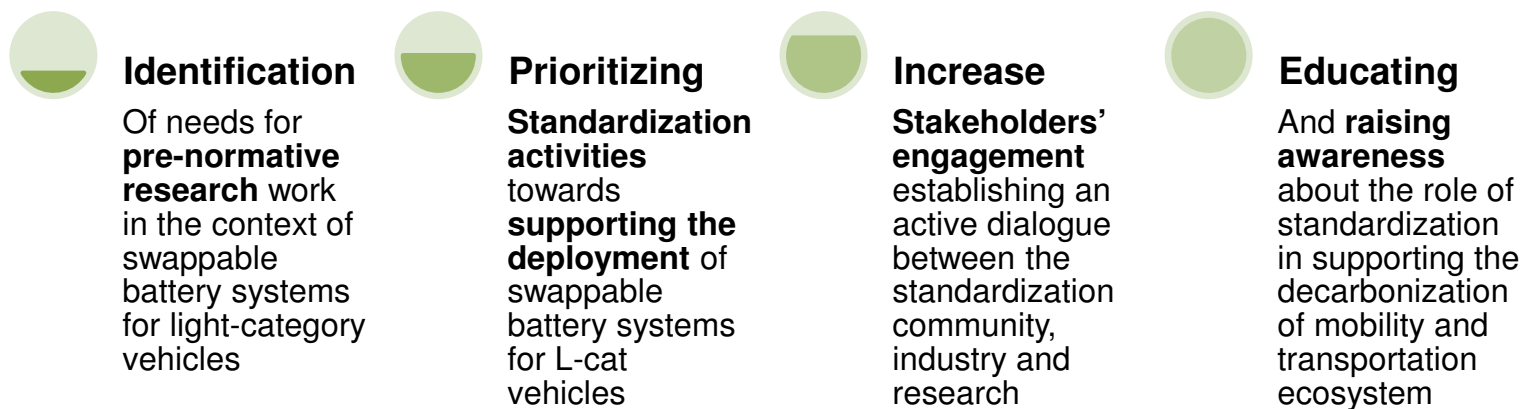 Identification
Of needs for
pre-normative
research work
in the context of
swappable
battery systems
for light-category
vehicles
Prioritizing
Standardization
activities
towards
supporting the
deployment of
swappable
battery systems
for L-cat
vehicles
Increase
Stakeholders’
engagement
establishing an
active dialogue
between the
standardization
community,
industry and
research
Educating
And raising
awareness
about the role of
standardization
in supporting the
decarbonization
of mobility and
transportation
ecosystem